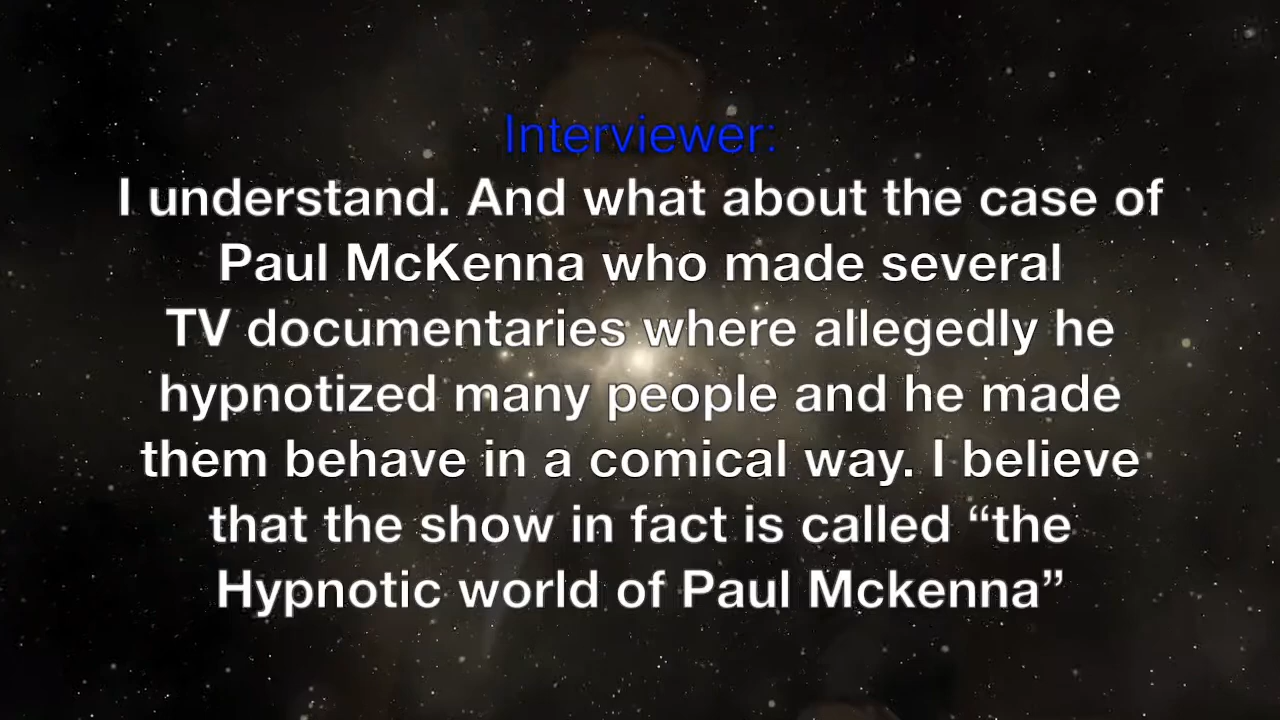 Interviewer:
I understand. And what about the case of
Paul McKenna who made several
TV documentaries where allegedly he
hypnotized many people and he made
them behave in a comical way. I believe
that the show in fact is called “the
Hypnotic world of Paul Mckenna”